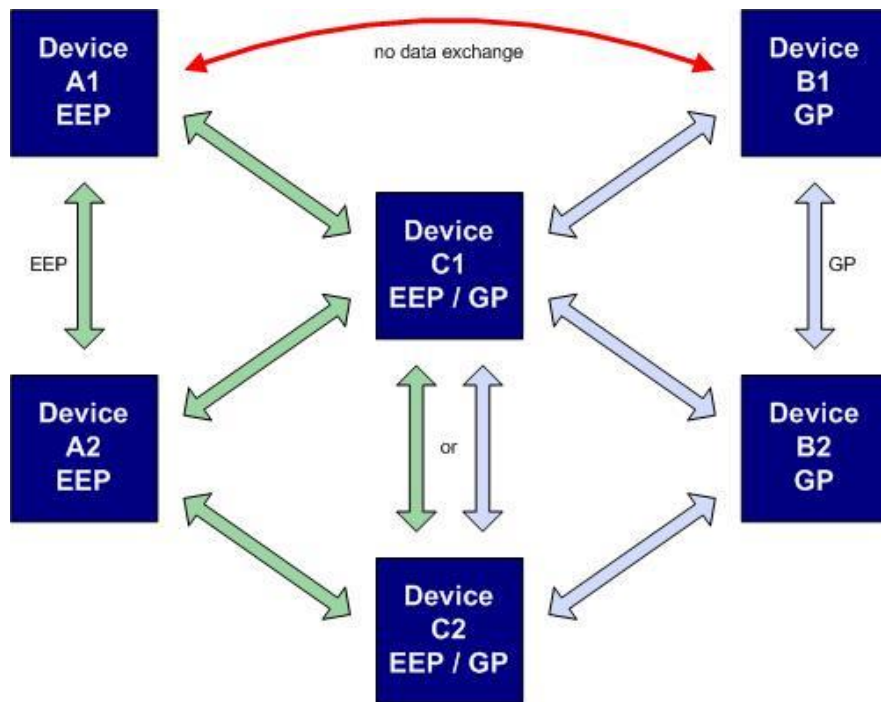 Device
A1
EEP
no data exchange
Device
B1
GP
EEP
Device
C1
EEP / GP
GP
Device
A2
EEP
or
Device
B2
GP
Device
C2
EEP / GP